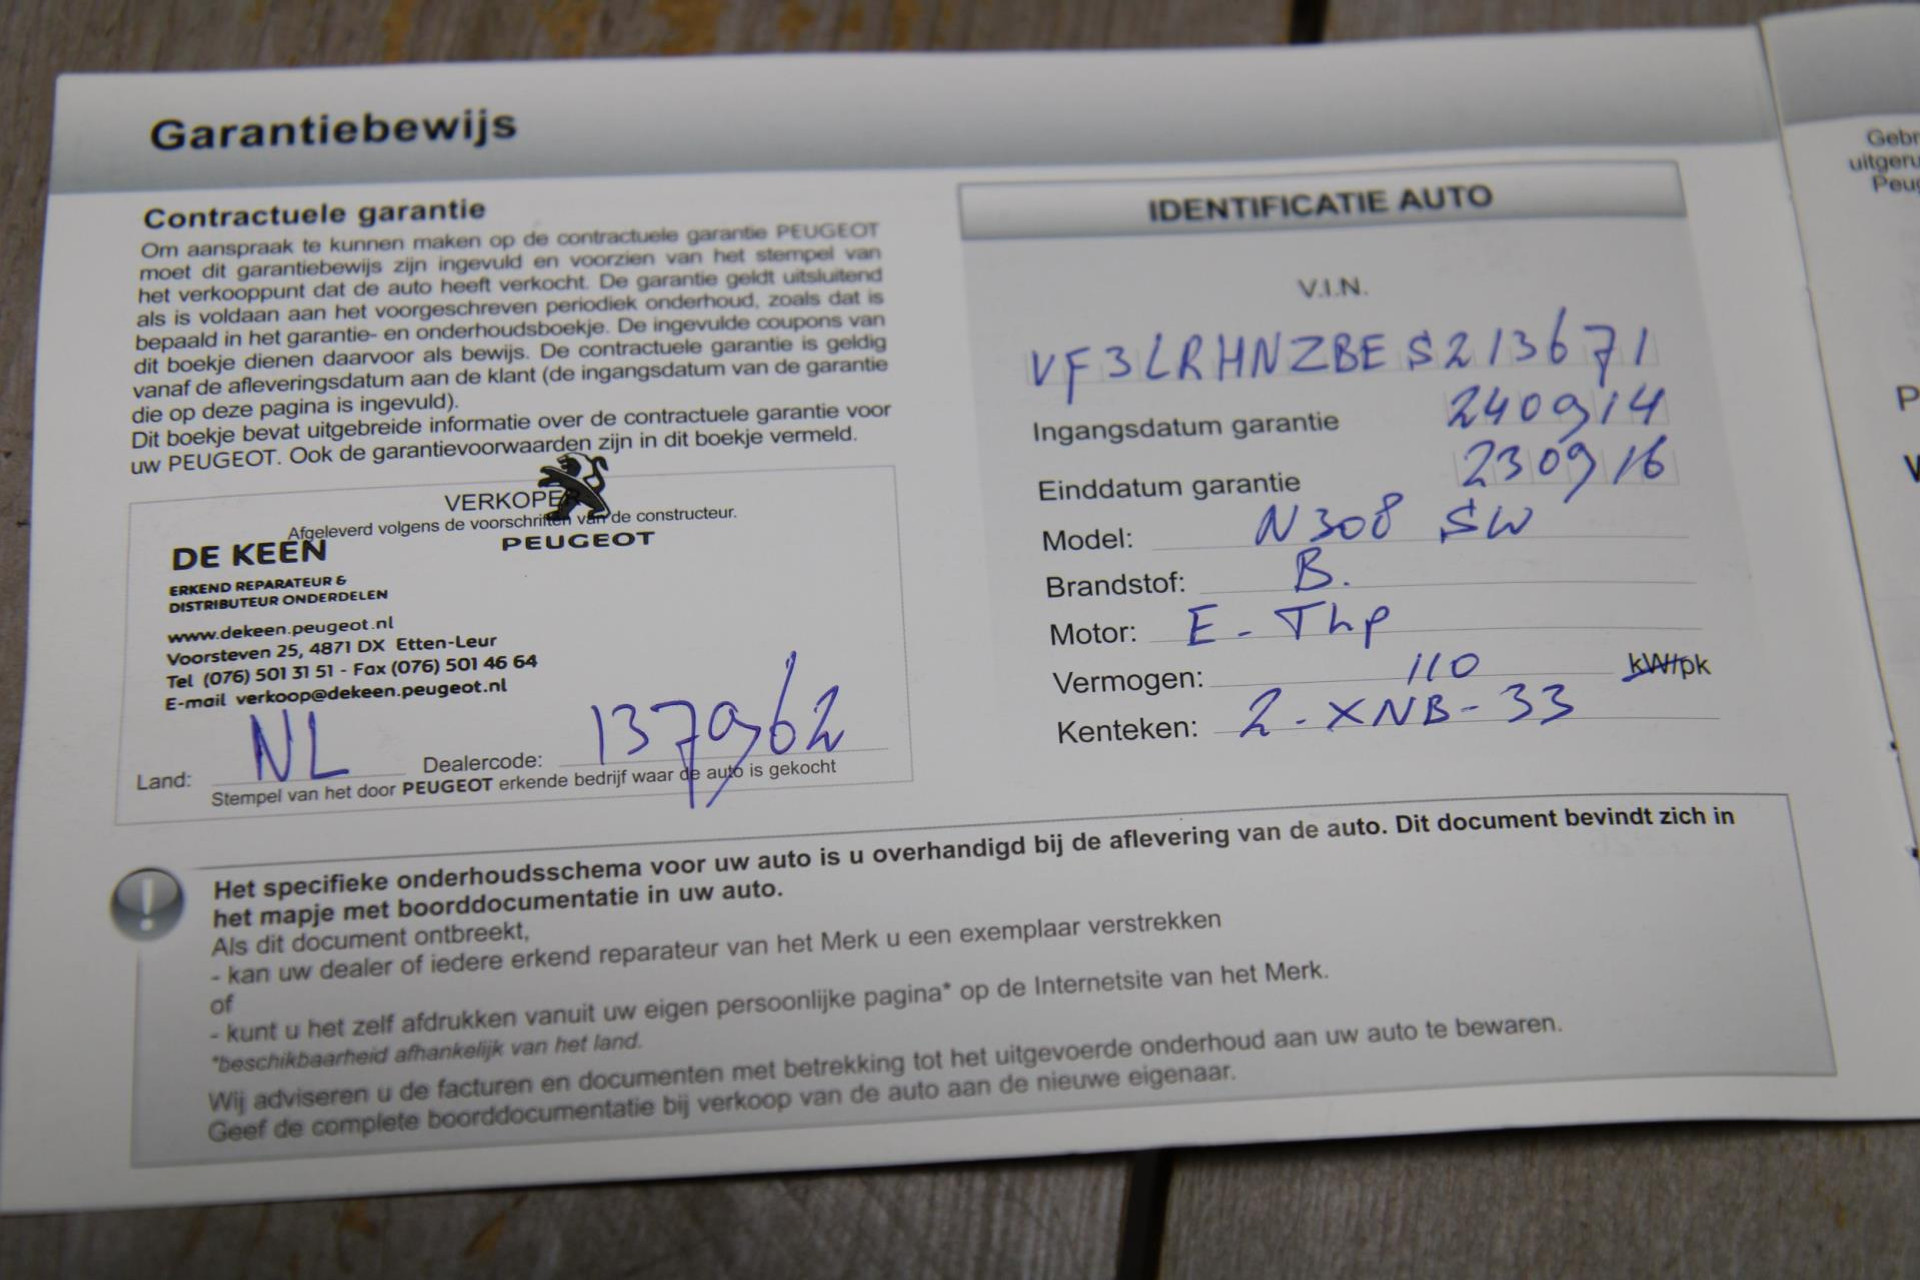 Garantiebewijs
Contractuele garantie
Om aanspraak te kunnen maken op de contractuele garantie PEUGEOT
moet dit garantiebewijs zijn ingevuld en voorzien van het stempel van
het verkooppunt dat de auto heeft verkocht. De garantie geldt uitsluitend
als is voldaan aan het voorgeschreven periodiek onderhoud, zoals dat is
bepaald in het garantie- en onderhoudsboekje. De ingevulde coupons van
dit boekje dienen daarvoor als bewijs. De contractuele garantie is geldig
vanaf de afleveringsdatum aan de klant (de ingangsdatum van de garantie
die op deze pagina is ingevuld).
Dit boekje bevat uitgebreide informatie over de contractuele garantie voor
uw PEUGEOT. Ook de garantievoorwaarden zijn in dit boekje vermeld.
VERKOPER
Afgeleverd volgens de voorschriften van de constructeur.
DE KEEN PEUGEOT
ERKEND REPARATEUR &
DISTRIBUTEUR ONDERDELEN
www.dekeen.peugeot.nl
Voorsteven 25, 4871 DX Etten-Leur
Tel (076) 501 31 51 - Fax (076) 501 46 64
E-mail verkoop@dekeen.peugeot.nl
Land: NL Dealercode: 137962
Stempel van het door PEUGEOT erkende bedrijf waar de auto is gekocht
IDENTIFICATIE AUTO
V.I.N.
VF3LRHNZBES213671
Ingangsdatum garantie 240914
Einddatum garantie 230916
Model: N308 SW
Brandstof: B.
Motor: E-THP
Vermogen: 110 kW/pk
Kenteken: 2-XNB-33
Het specifieke onderhoudsschema voor uw auto is u overhandigd bij de aflevering van de auto. Dit document bevindt zich in
het mapje met boorddocumentatie in uw auto.
Als dit document ontbreekt,
- kan uw dealer of iedere erkend reparateur van het Merk u een exemplaar verstrekken
of
- kunt u het zelf afdrukken vanuit uw eigen persoonlijke pagina* op de Internetsite van het Merk.
*beschikbaarheid afhankelijk van het land.
Wij adviseren u de facturen en documenten met betrekking tot het uitgevoerde onderhoud aan uw auto te bewaren.
Geef de complete boorddocumentatie bij verkoop van de auto aan de nieuwe eigenaar.